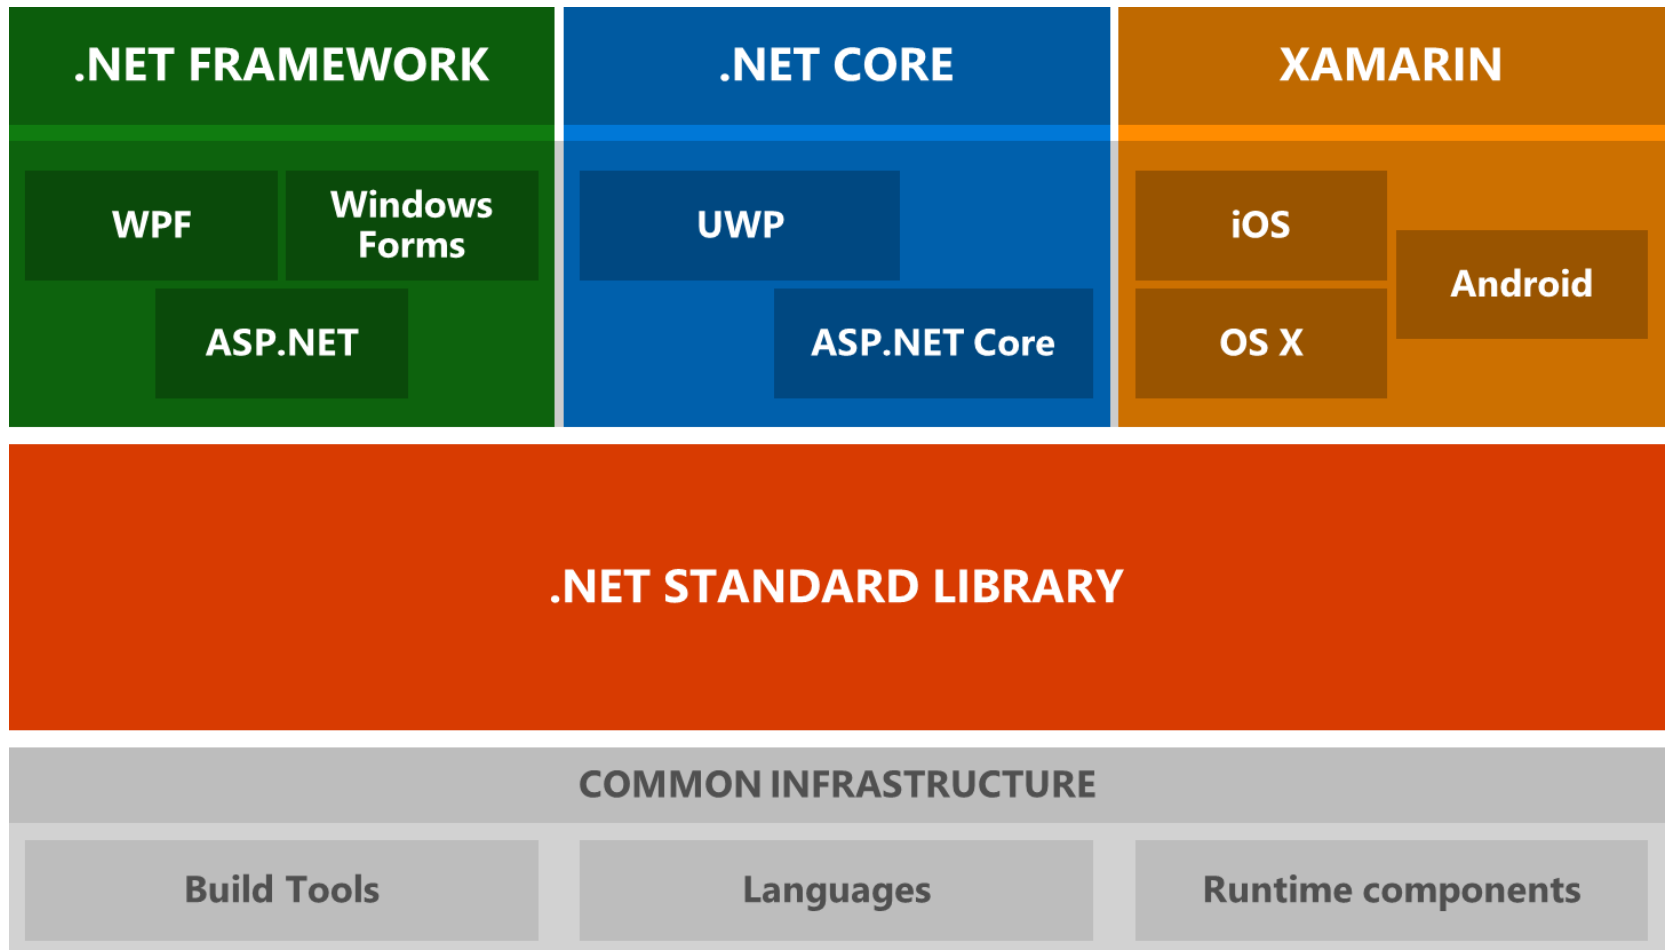 .NET FRAMEWORK
.NET CORE
XAMARIN
WPF
Windows
Forms
ASP.NET
UWP
ASP.NET Core
iOS
Android
OS X
.NET STANDARD LIBRARY
COMMON INFRASTRUCTURE
Build Tools
Languages
Runtime components